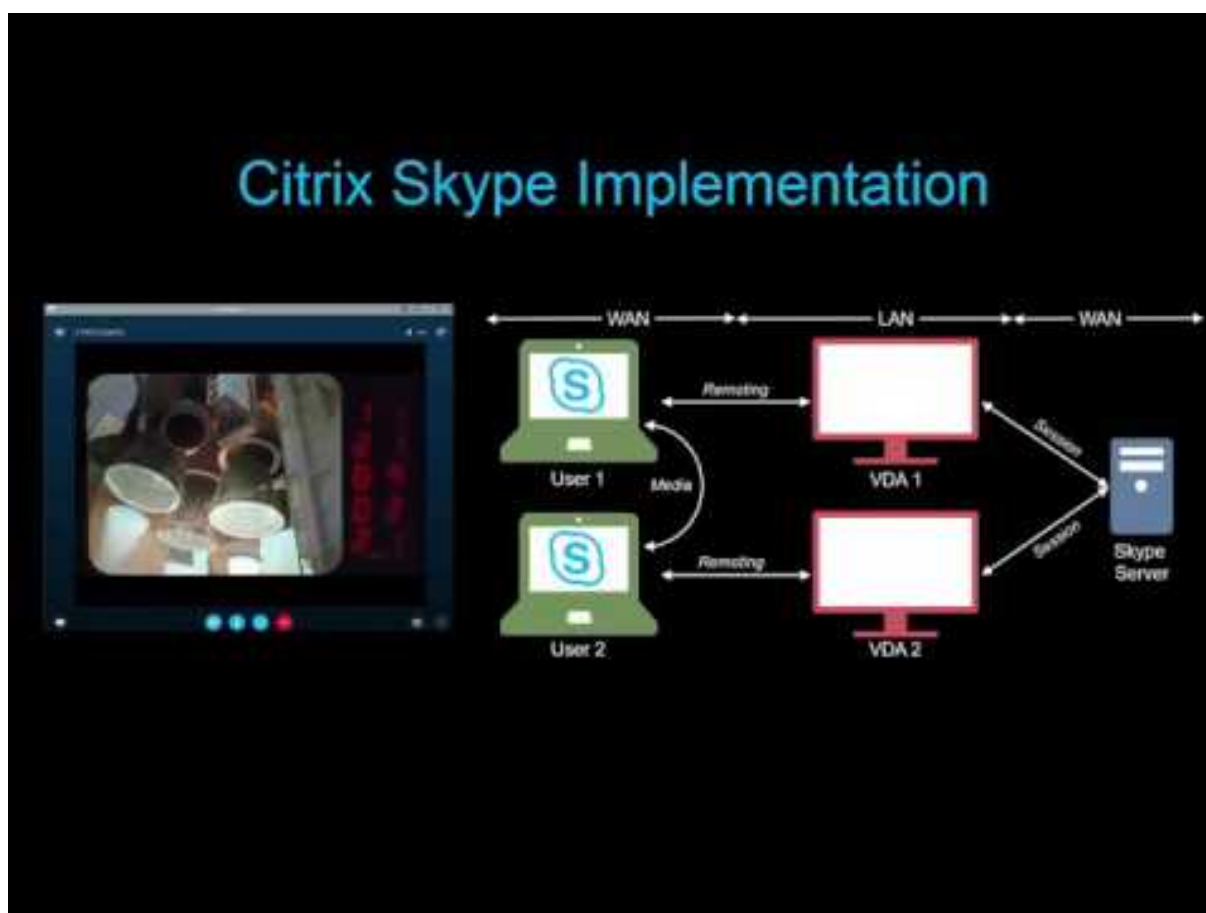 Citrix Skype Implementation
WAN LAN WAN
S
Remoting
Session
User 1
VDA 1
Media
S
Remoting
Session
Skype
Server
User 2
VDA 2